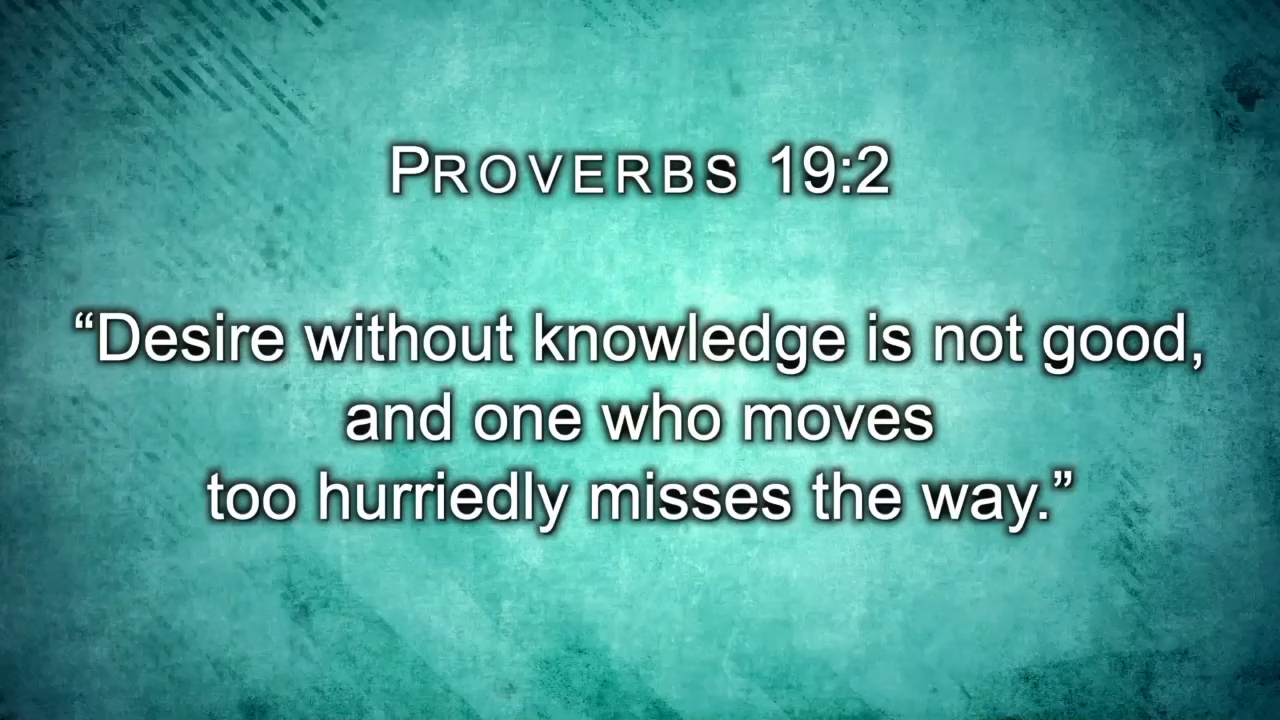 PROVERBS 19:2
“Desire without knowledge is not good,
and one who moves
too hurriedly misses the way.”